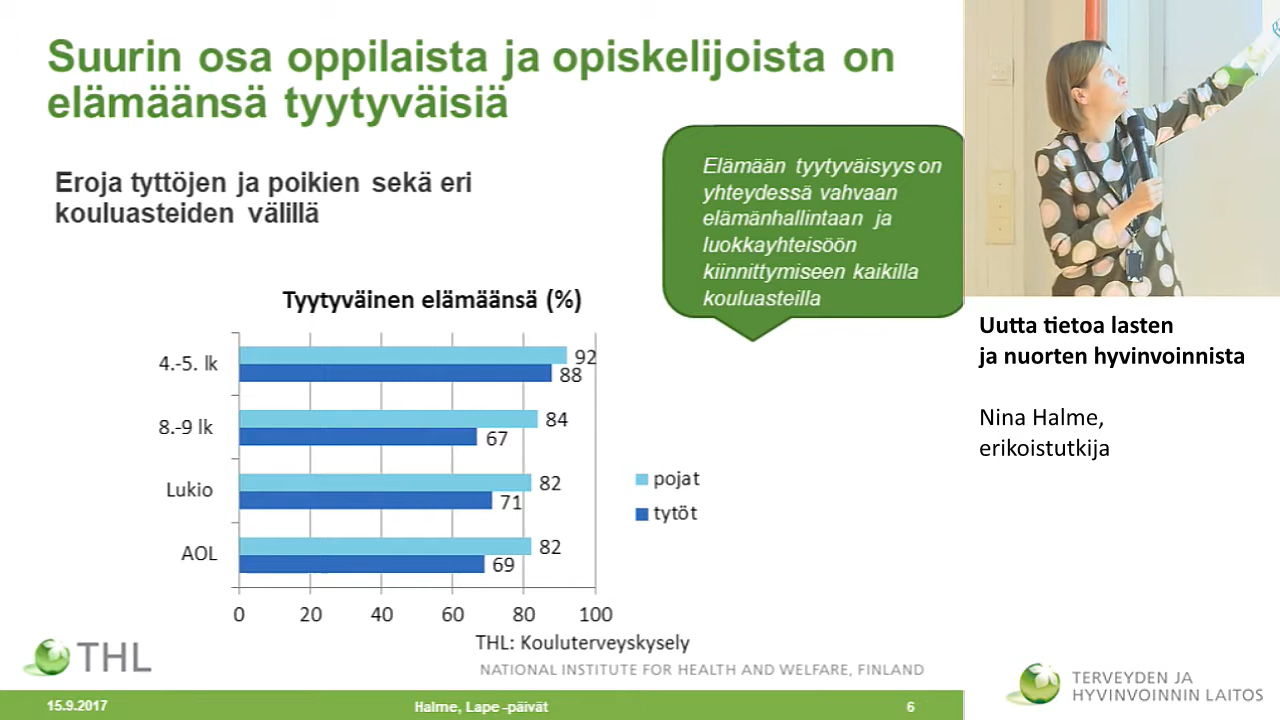 Suurin osa oppilaista ja opiskelijoista on
elämäänsä tyytyväisiä
Eroja tyttöjen ja poikien sekä eri
kouluasteiden välillä
Elämään tyytyväisyys on
yhteydessä vahvaan
elämänhallintaan ja
luokkayhteisöön
kiinnittymiseen kaikilla
kouluasteilla
Tyytyväinen elämäänsä (%)
4.-5. lk
92
88
8.-9 lk
84
67
Lukio
82
71
AOL
82
69
0 20 40 60 80 100
pojat
tytöt
THL: Kouluterveyskysely
THL
NATIONAL INSTITUTE FOR HEALTH AND WELFARE, FINLAND
15.9.2017
Halme, Lape -päivät
6
Uutta tietoa lasten
ja nuorten hyvinvoinnista
Nina Halme,
erikoistutkija
TERVEYDEN JA
HYVINVOINNIN LAITOS